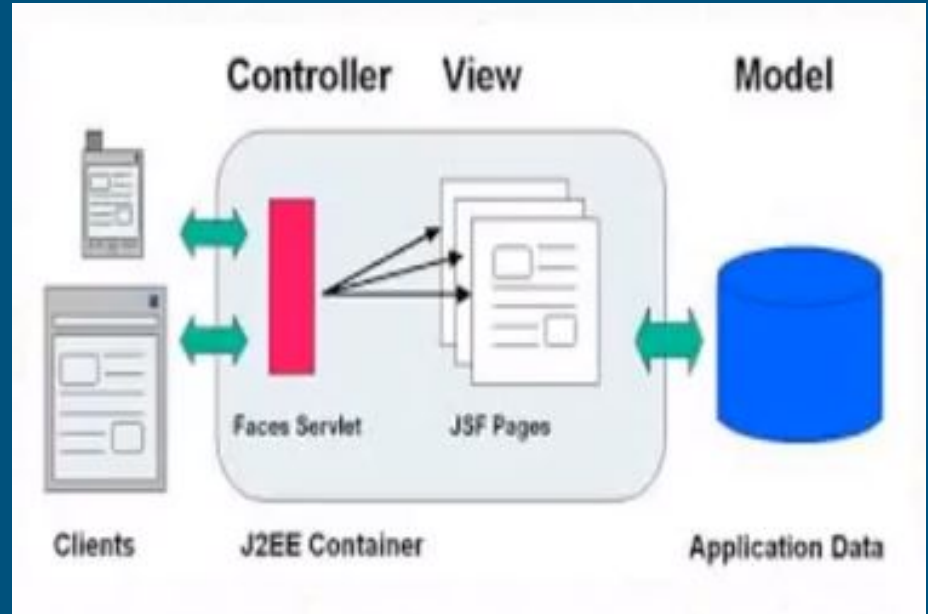 Controller View Model
Faces Servlet JSF Pages
Clients J2EE Container Application Data